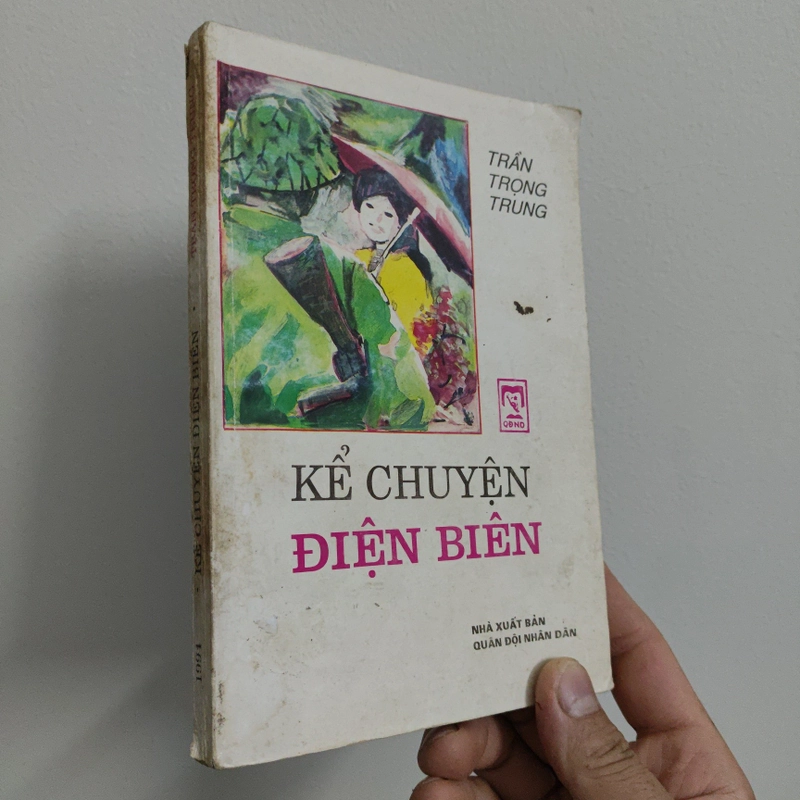 TRẦN
TRỌNG
TRUNG
QĐND
KỂ CHUYỆN
ĐIỆN BIÊN
NHÀ XUẤT BẢN
QUÂN ĐỘI NHÂN DÂN
KỂ CHUYỆN ĐIỆN BIÊN
1994